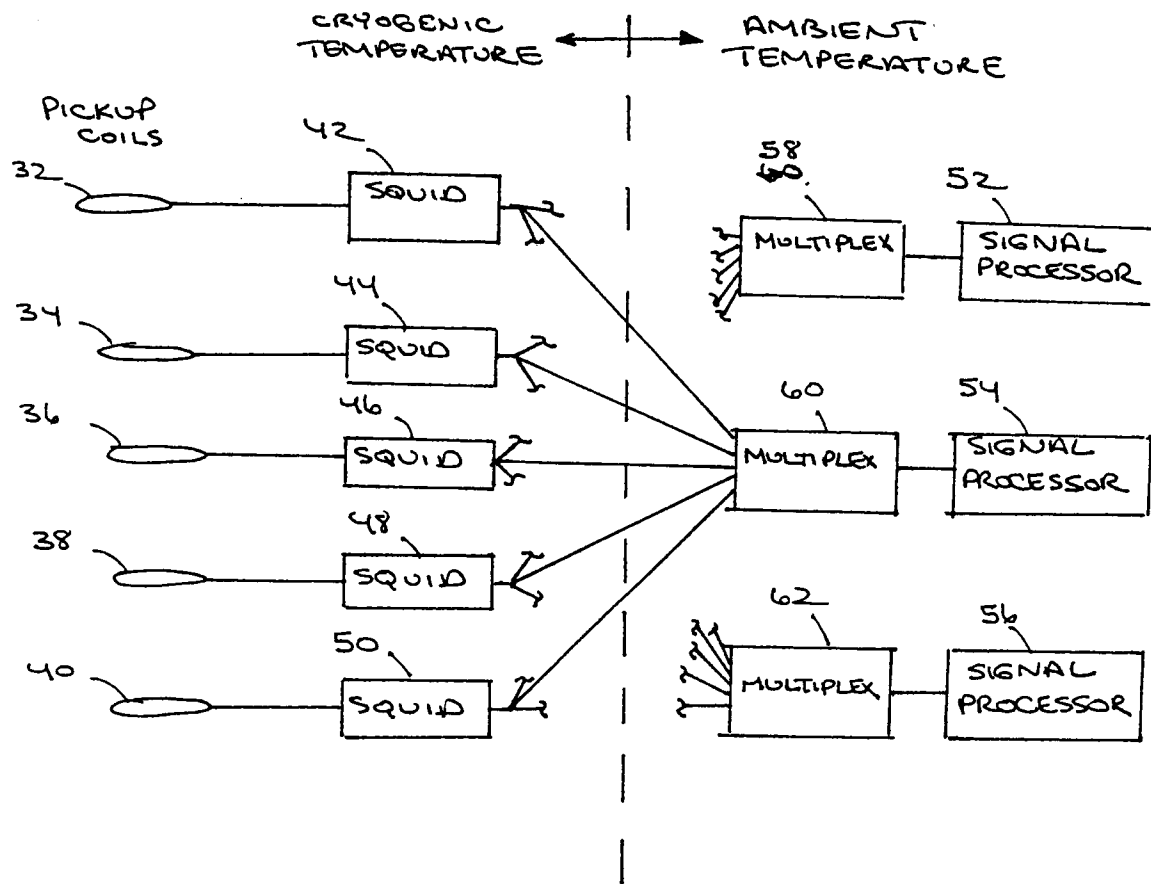 CRYOGENIC
TEMPERATURE
AMBIENT
TEMPERATURE
PICKUP
COILS
32
42
SQUID
58
60
MULTIPLEX
52
SIGNAL
PROCESSOR
34
44
SQUID
36
46
SQUID
60
MULTIPLEX
54
SIGNAL
PROCESSOR
38
48
SQUID
40
50
SQUID
62
MULTIPLEX
56
SIGNAL
PROCESSOR